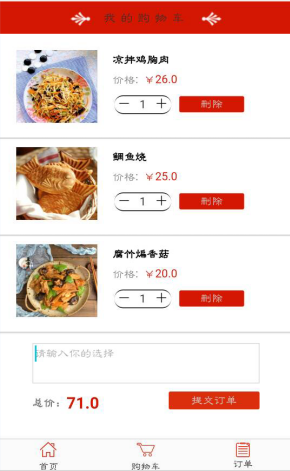 我的购物车
凉拌鸡胸肉
价格：￥26.0
— 1 + 删除
鲷鱼烧
价格：￥25.0
— 1 + 删除
腐竹焗香菇
价格：￥20.0
— 1 + 删除
请输入你的选择
总价：71.0 提交订单
首页 购物车 订单